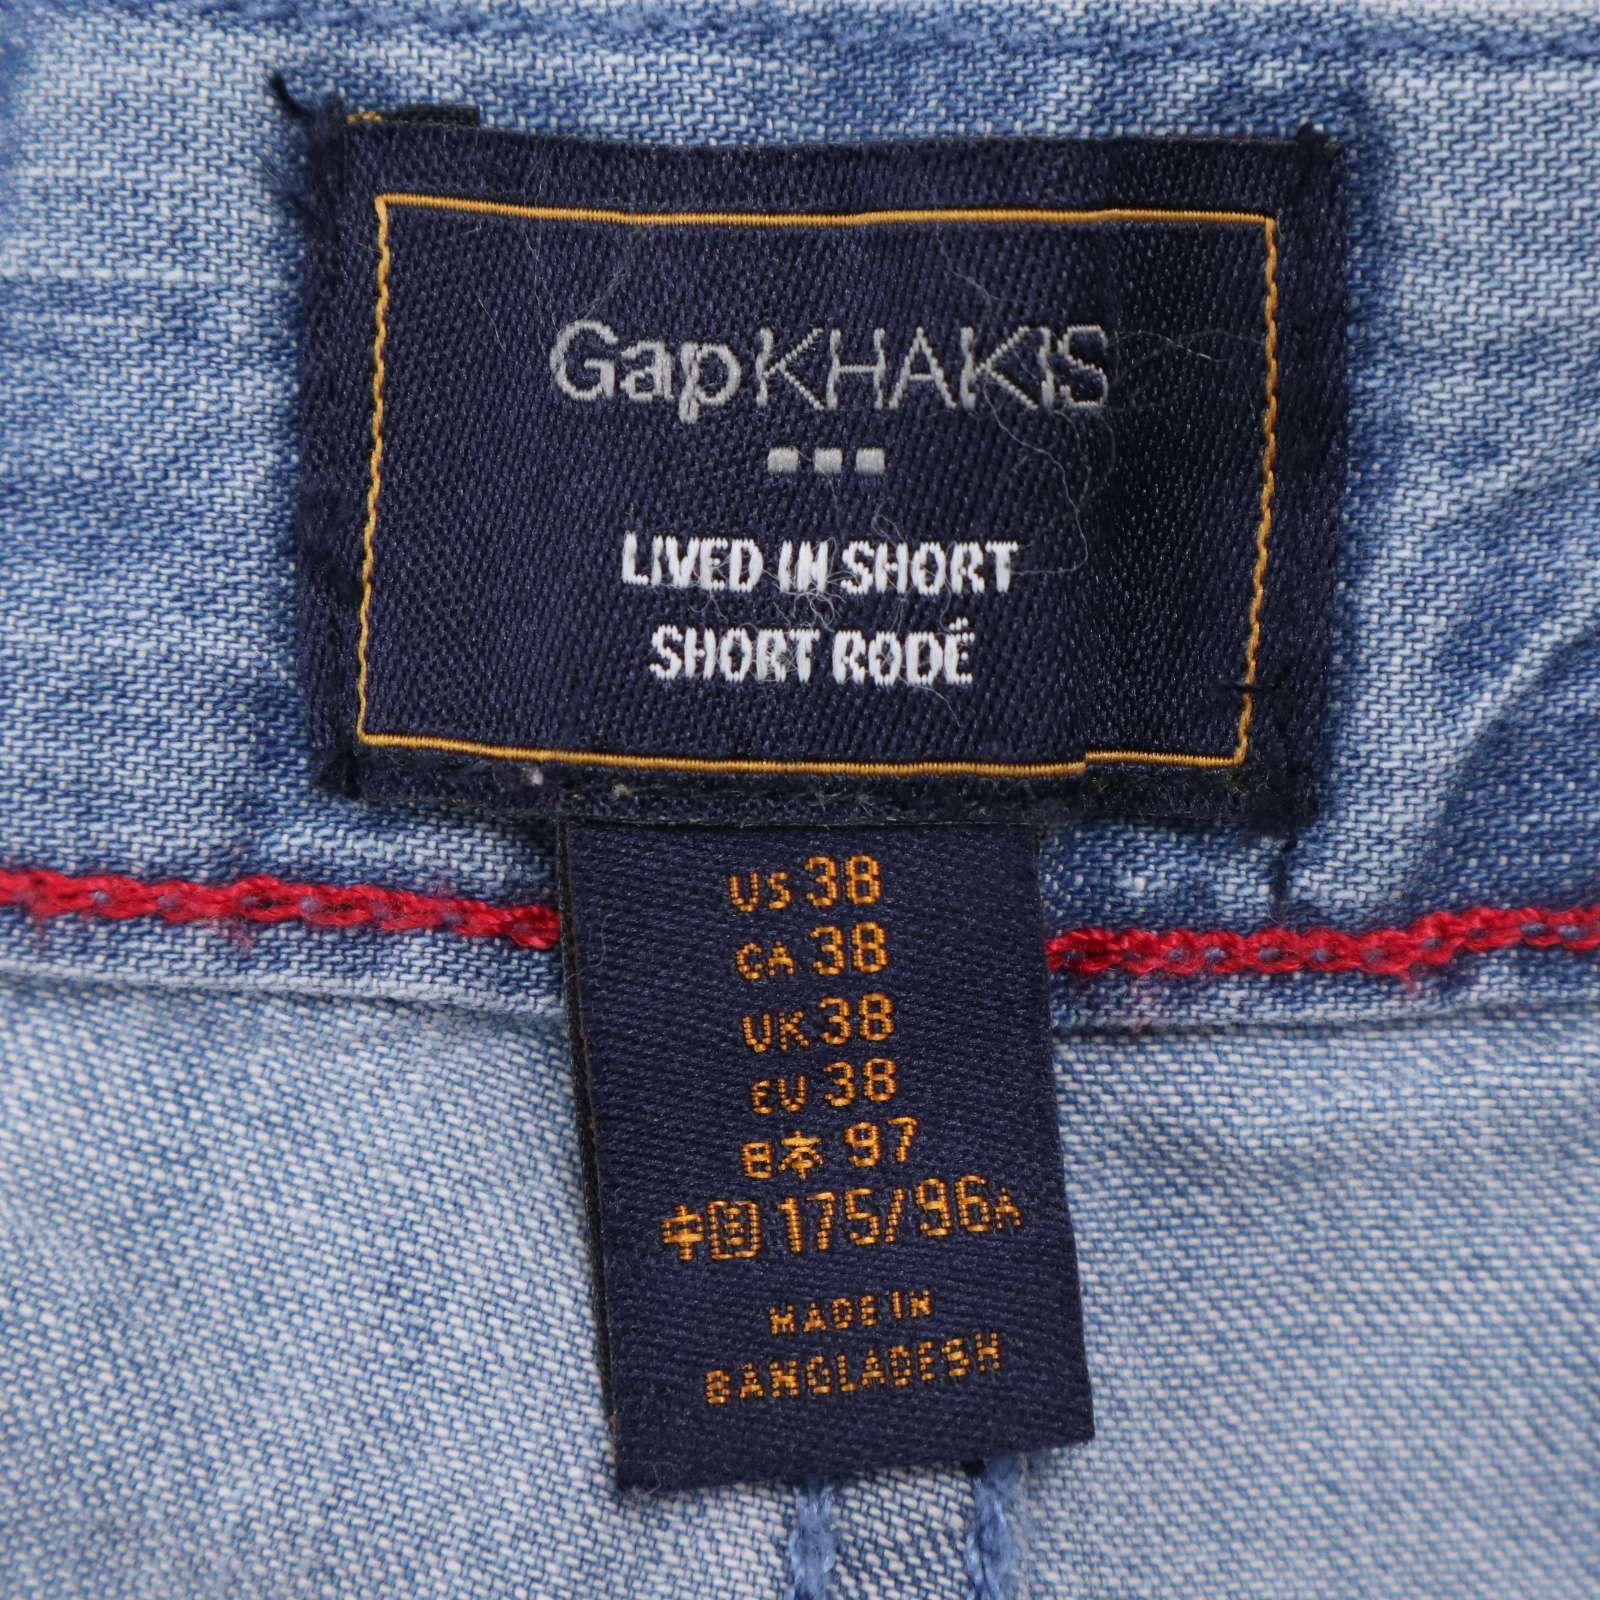 GapKHAKIS
LIVED IN SHORT
SHORT RODÉ
US 38
CA 38
UK 38
EU 38
日本 97
中国 175/96A
MADE IN
BANGLADESH